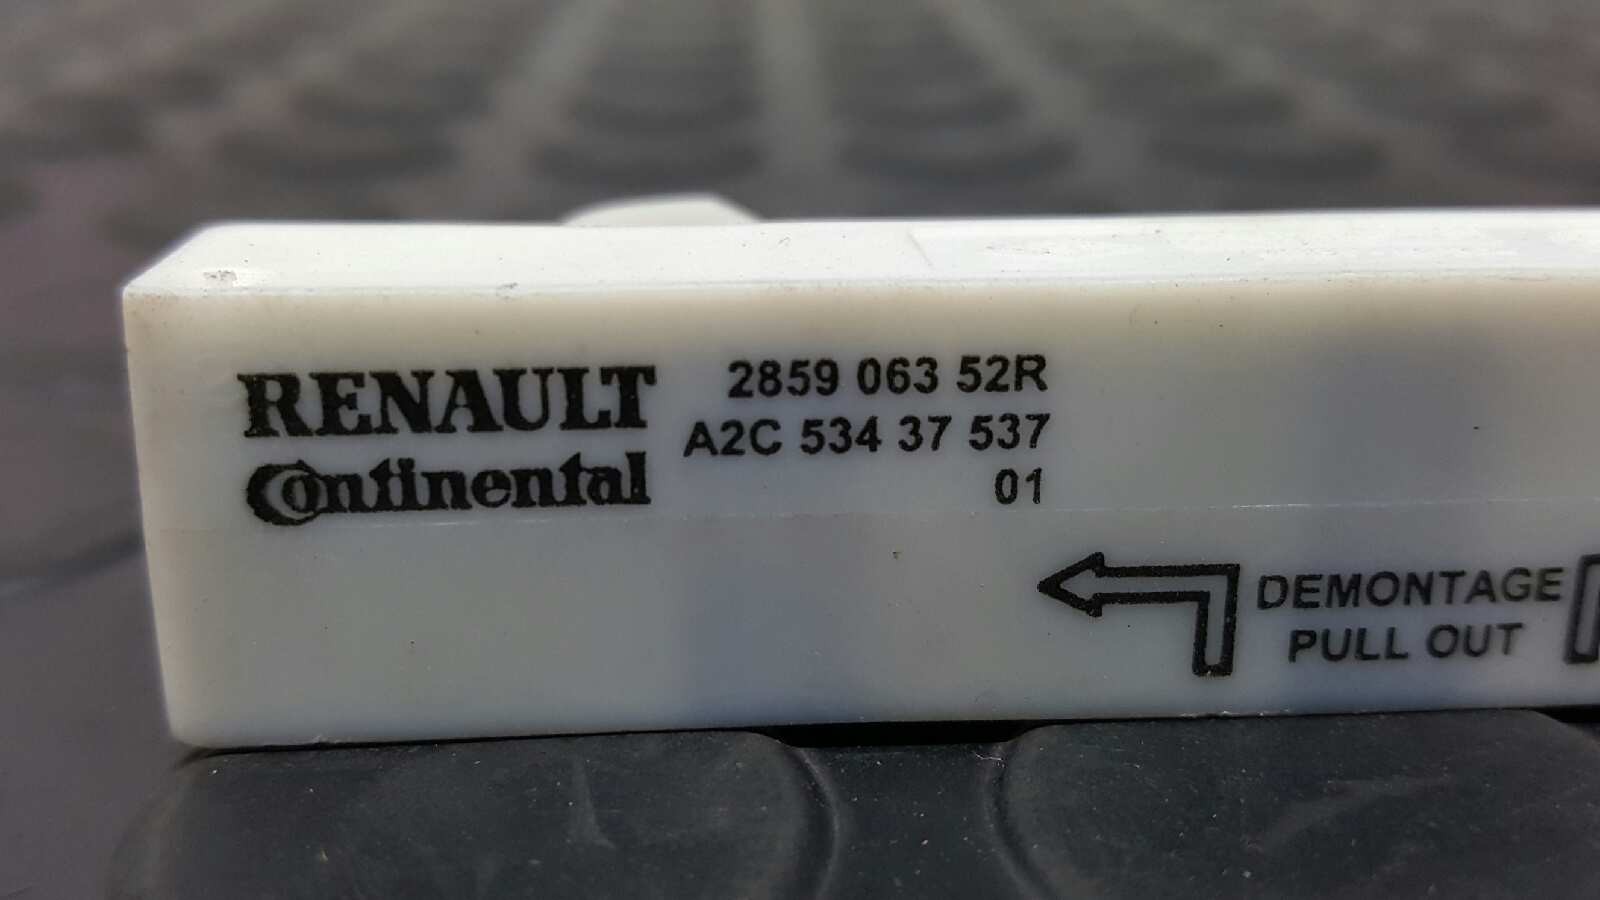 RENAULT
2859 063 52R
Continental
A2C 534 37 537
01
DEMONTAGE
PULL OUT